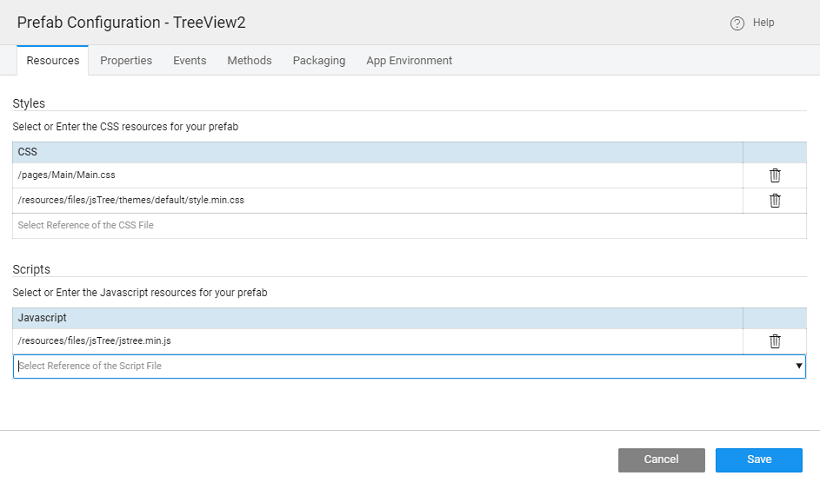 Prefab Configuration - TreeView2
Help
Resources Properties Events Methods Packaging App Environment
Styles
Select or Enter the CSS resources for your prefab
CSS
/pages/Main/Main.css
/resources/files/jsTree/themes/default/style.min.css
Select Reference of the CSS File
Scripts
Select or Enter the Javascript resources for your prefab
Javascript
/resources/files/jsTree/jstree.min.js
Select Reference of the Script File
Cancel Save